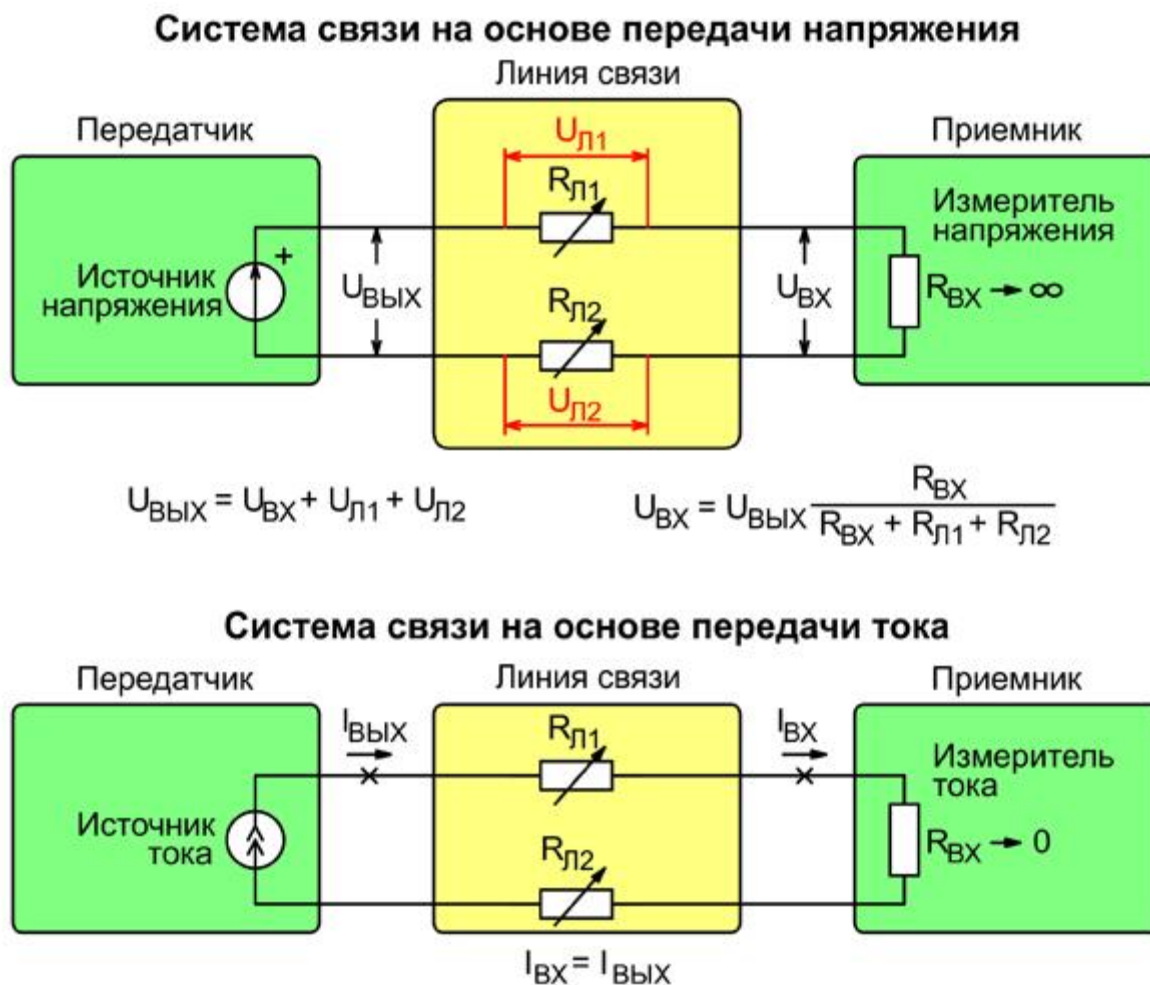 Система связи на основе передачи напряжения
Линия связи
Передатчик
Приемник
UЛ1
RЛ1
Измеритель
напряжения
+
Источник
напряжения
UВЫХ
RЛ2
UВХ
RВХ → ∞
UЛ2
UВЫХ = UВХ + UЛ1 + UЛ2
UВХ = UВЫХ RВХ / (RВХ + RЛ1 + RЛ2)
Система связи на основе передачи тока
Передатчик
Линия связи
Приемник
IВЫХ
RЛ1
IВХ
Измеритель
тока
Источник
тока
RЛ2
RВХ → 0
IВХ = IВЫХ